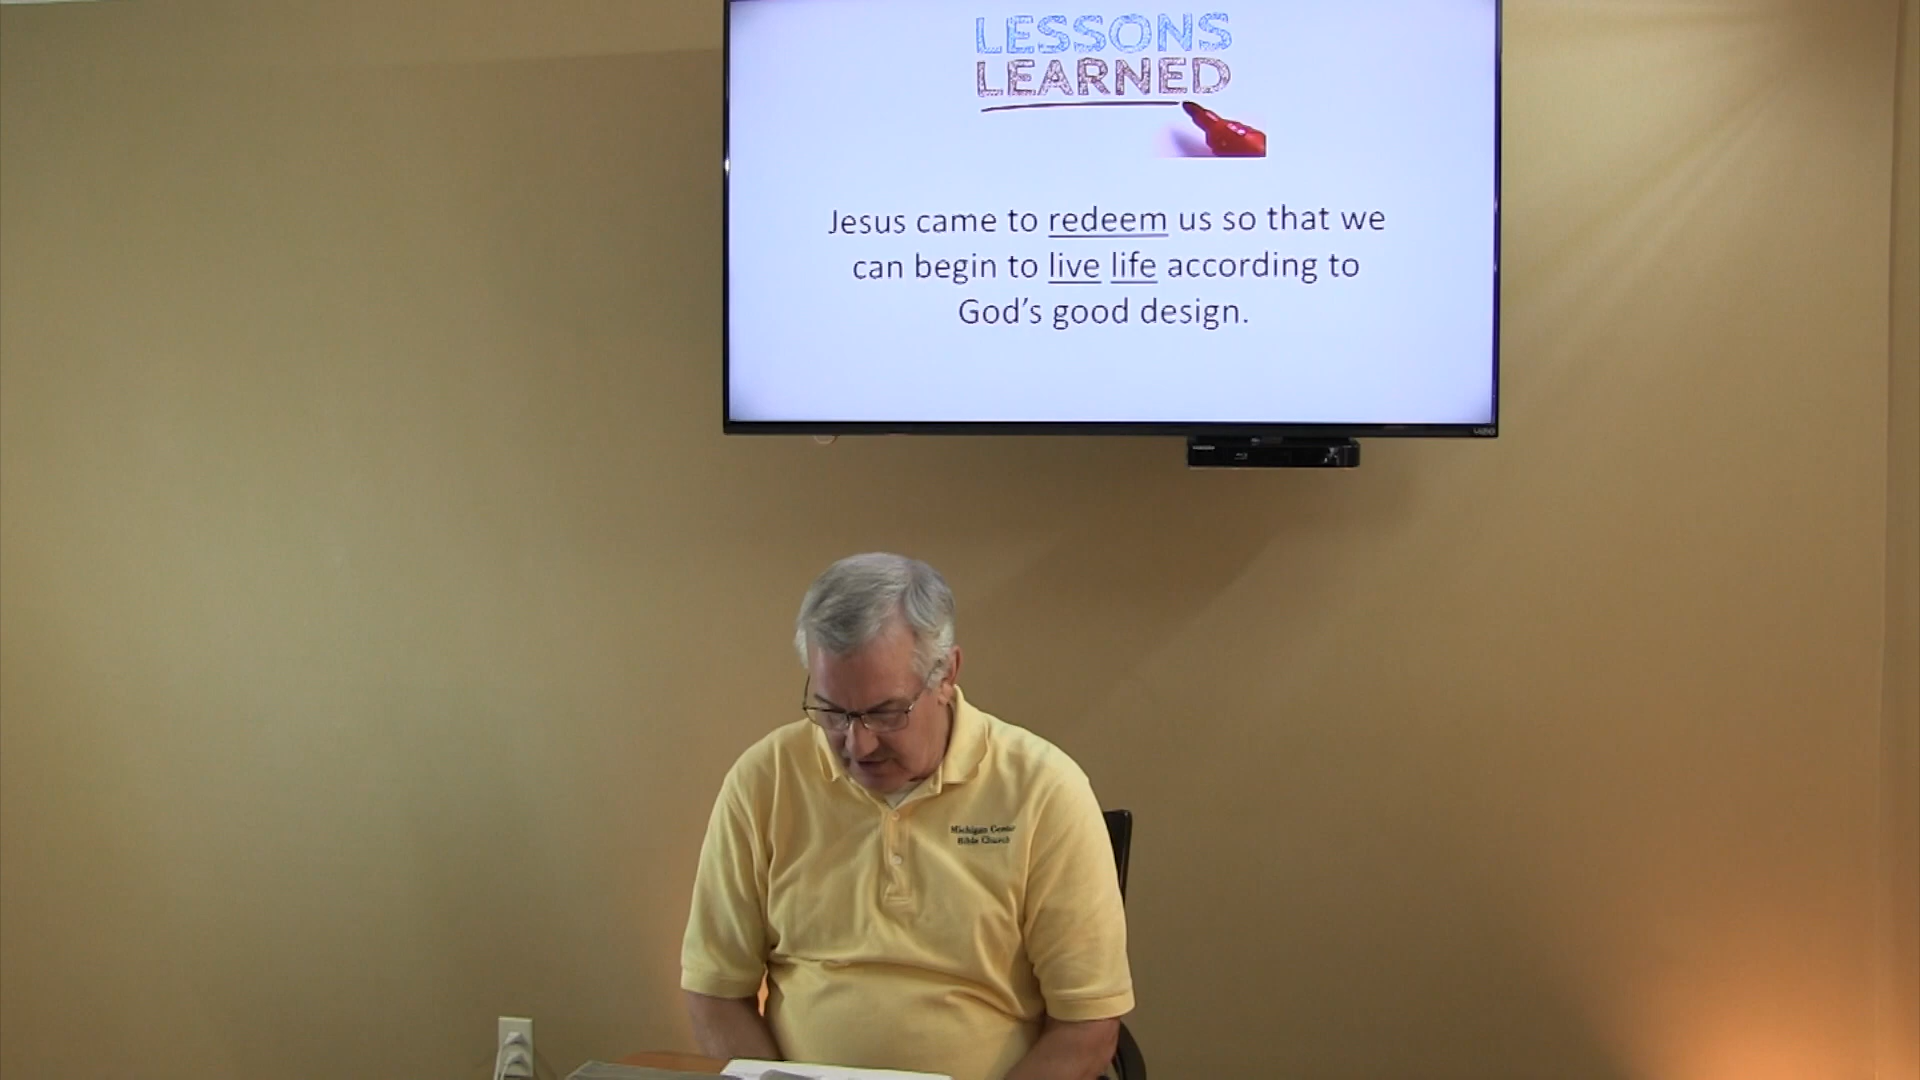 LESSONS
LEARNED
Jesus came to redeem us so that we
can begin to live life according to
God’s good design.
VIZIO
Michigan Center
Bible Church